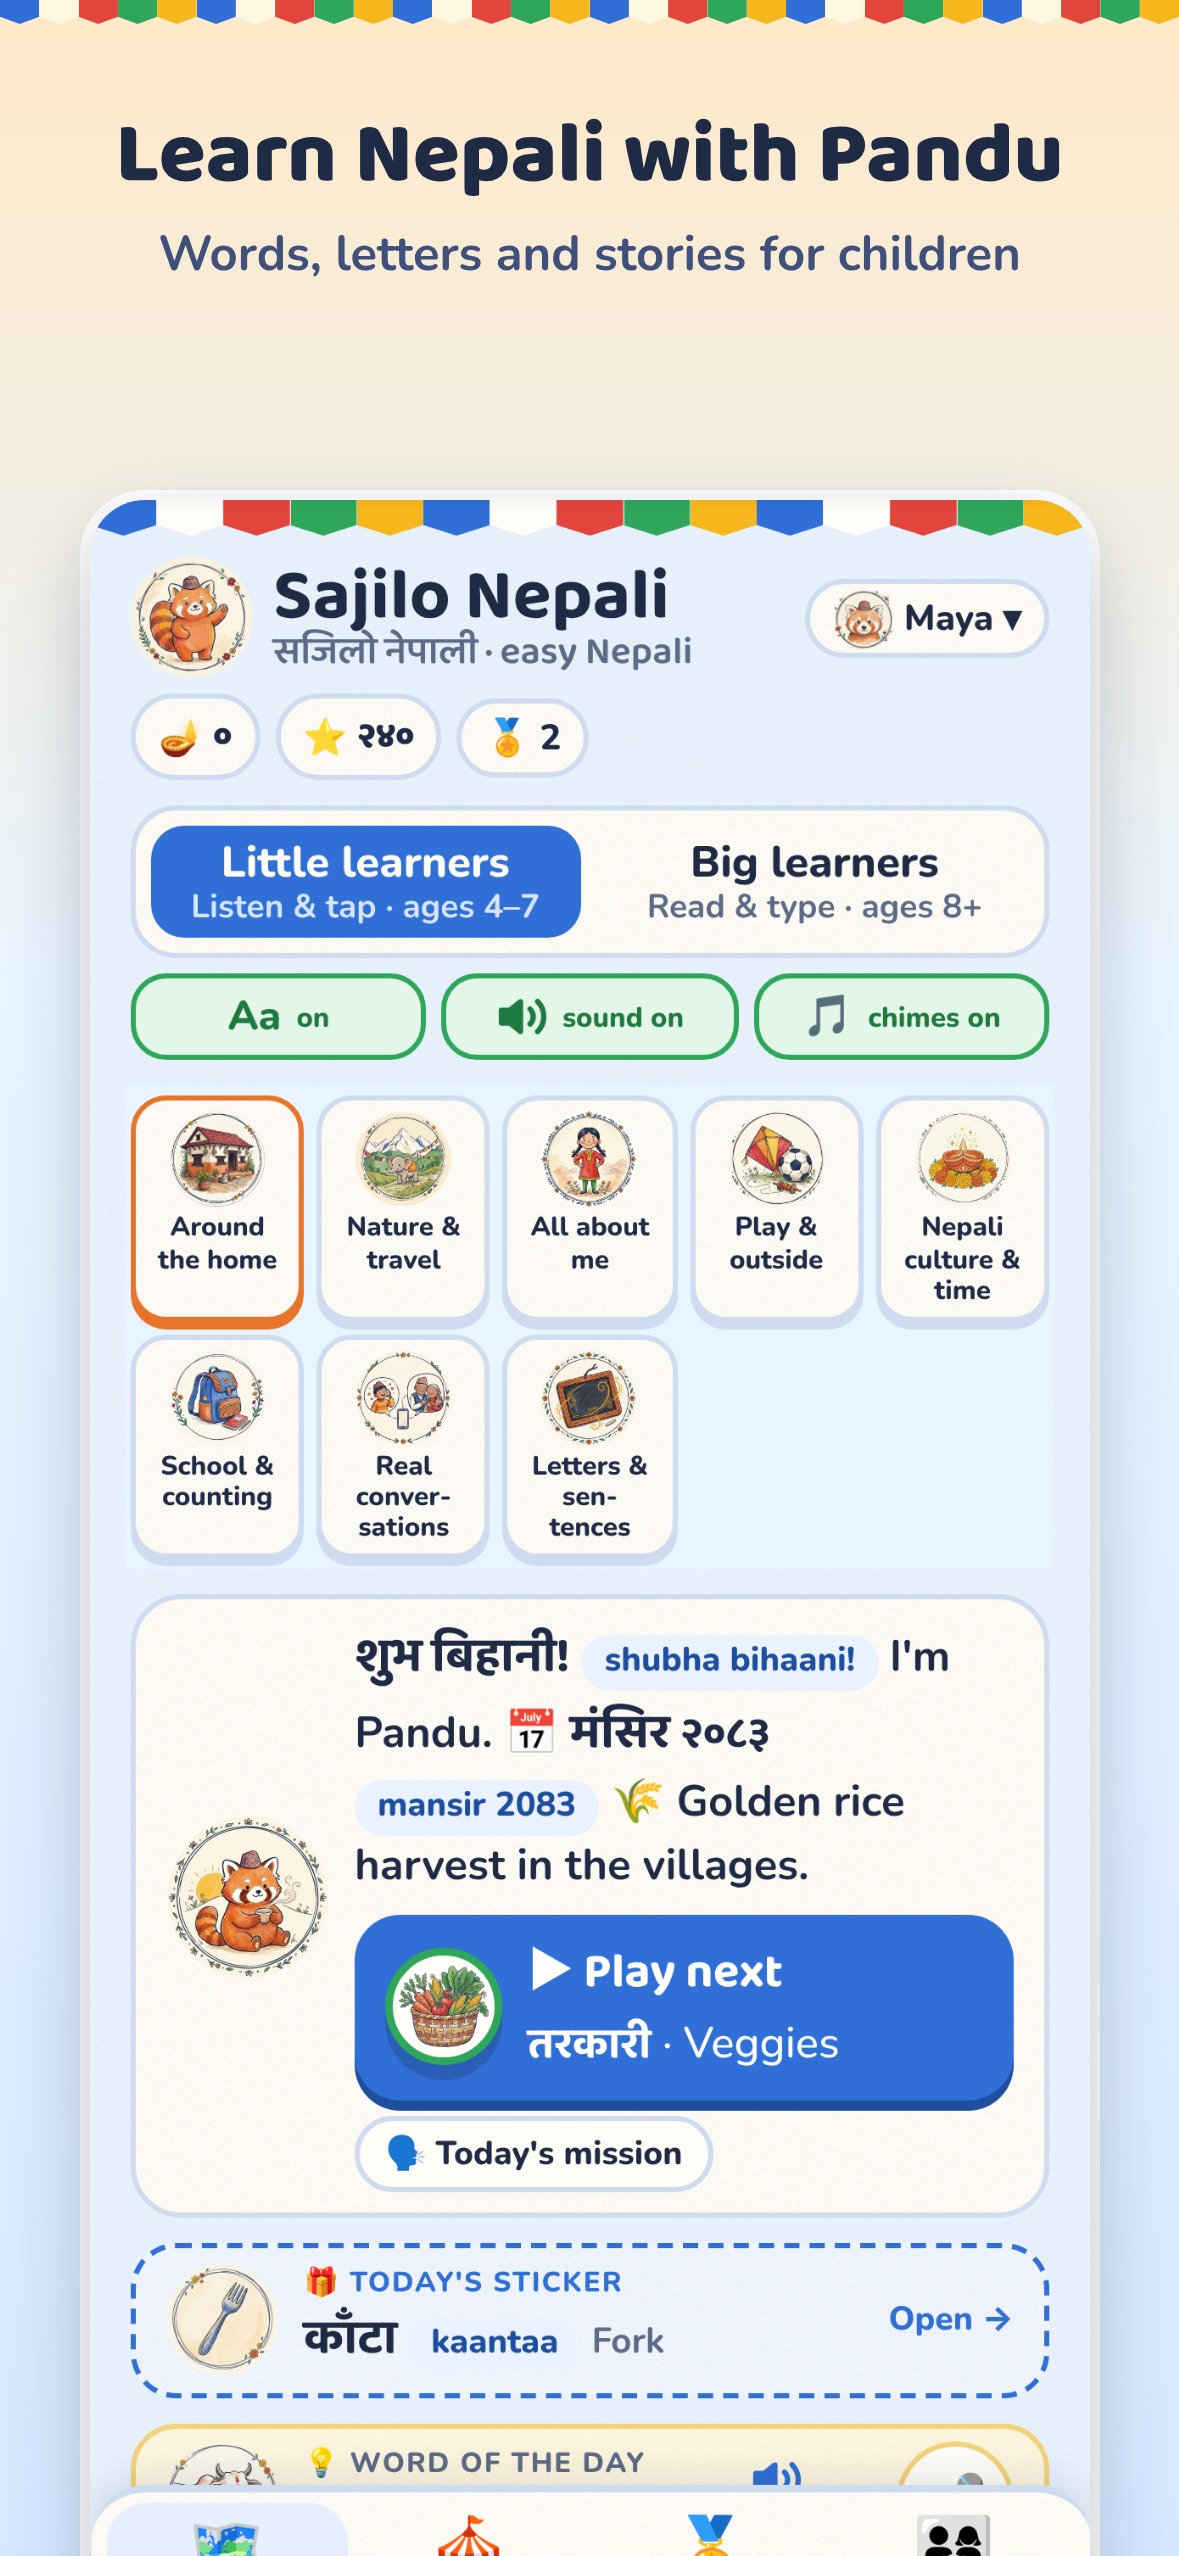 Learn Nepali with Pandu
Words, letters and stories for children
Sajilo Nepali
सजिलो नेपाली · easy Nepali
Maya ▼
० २४० 2
Little learners
Listen & tap · ages 4–7
Big learners
Read & type · ages 8+
Aa on
sound on
chimes on
Around
the home
Nature &
travel
All about
me
Play &
outside
Nepali
culture &
time
School &
counting
Real
conver-
sations
Letters &
sen-
tences
शुभ बिहानी! shubha bihaani! I'm
Pandu. July 17 मंसिर २०८३
mansir 2083 Golden rice
harvest in the villages.
▶ Play next
तरकारी · Veggies
Today's mission
TODAY'S STICKER
काँटा kaantaa Fork
Open →
WORD OF THE DAY